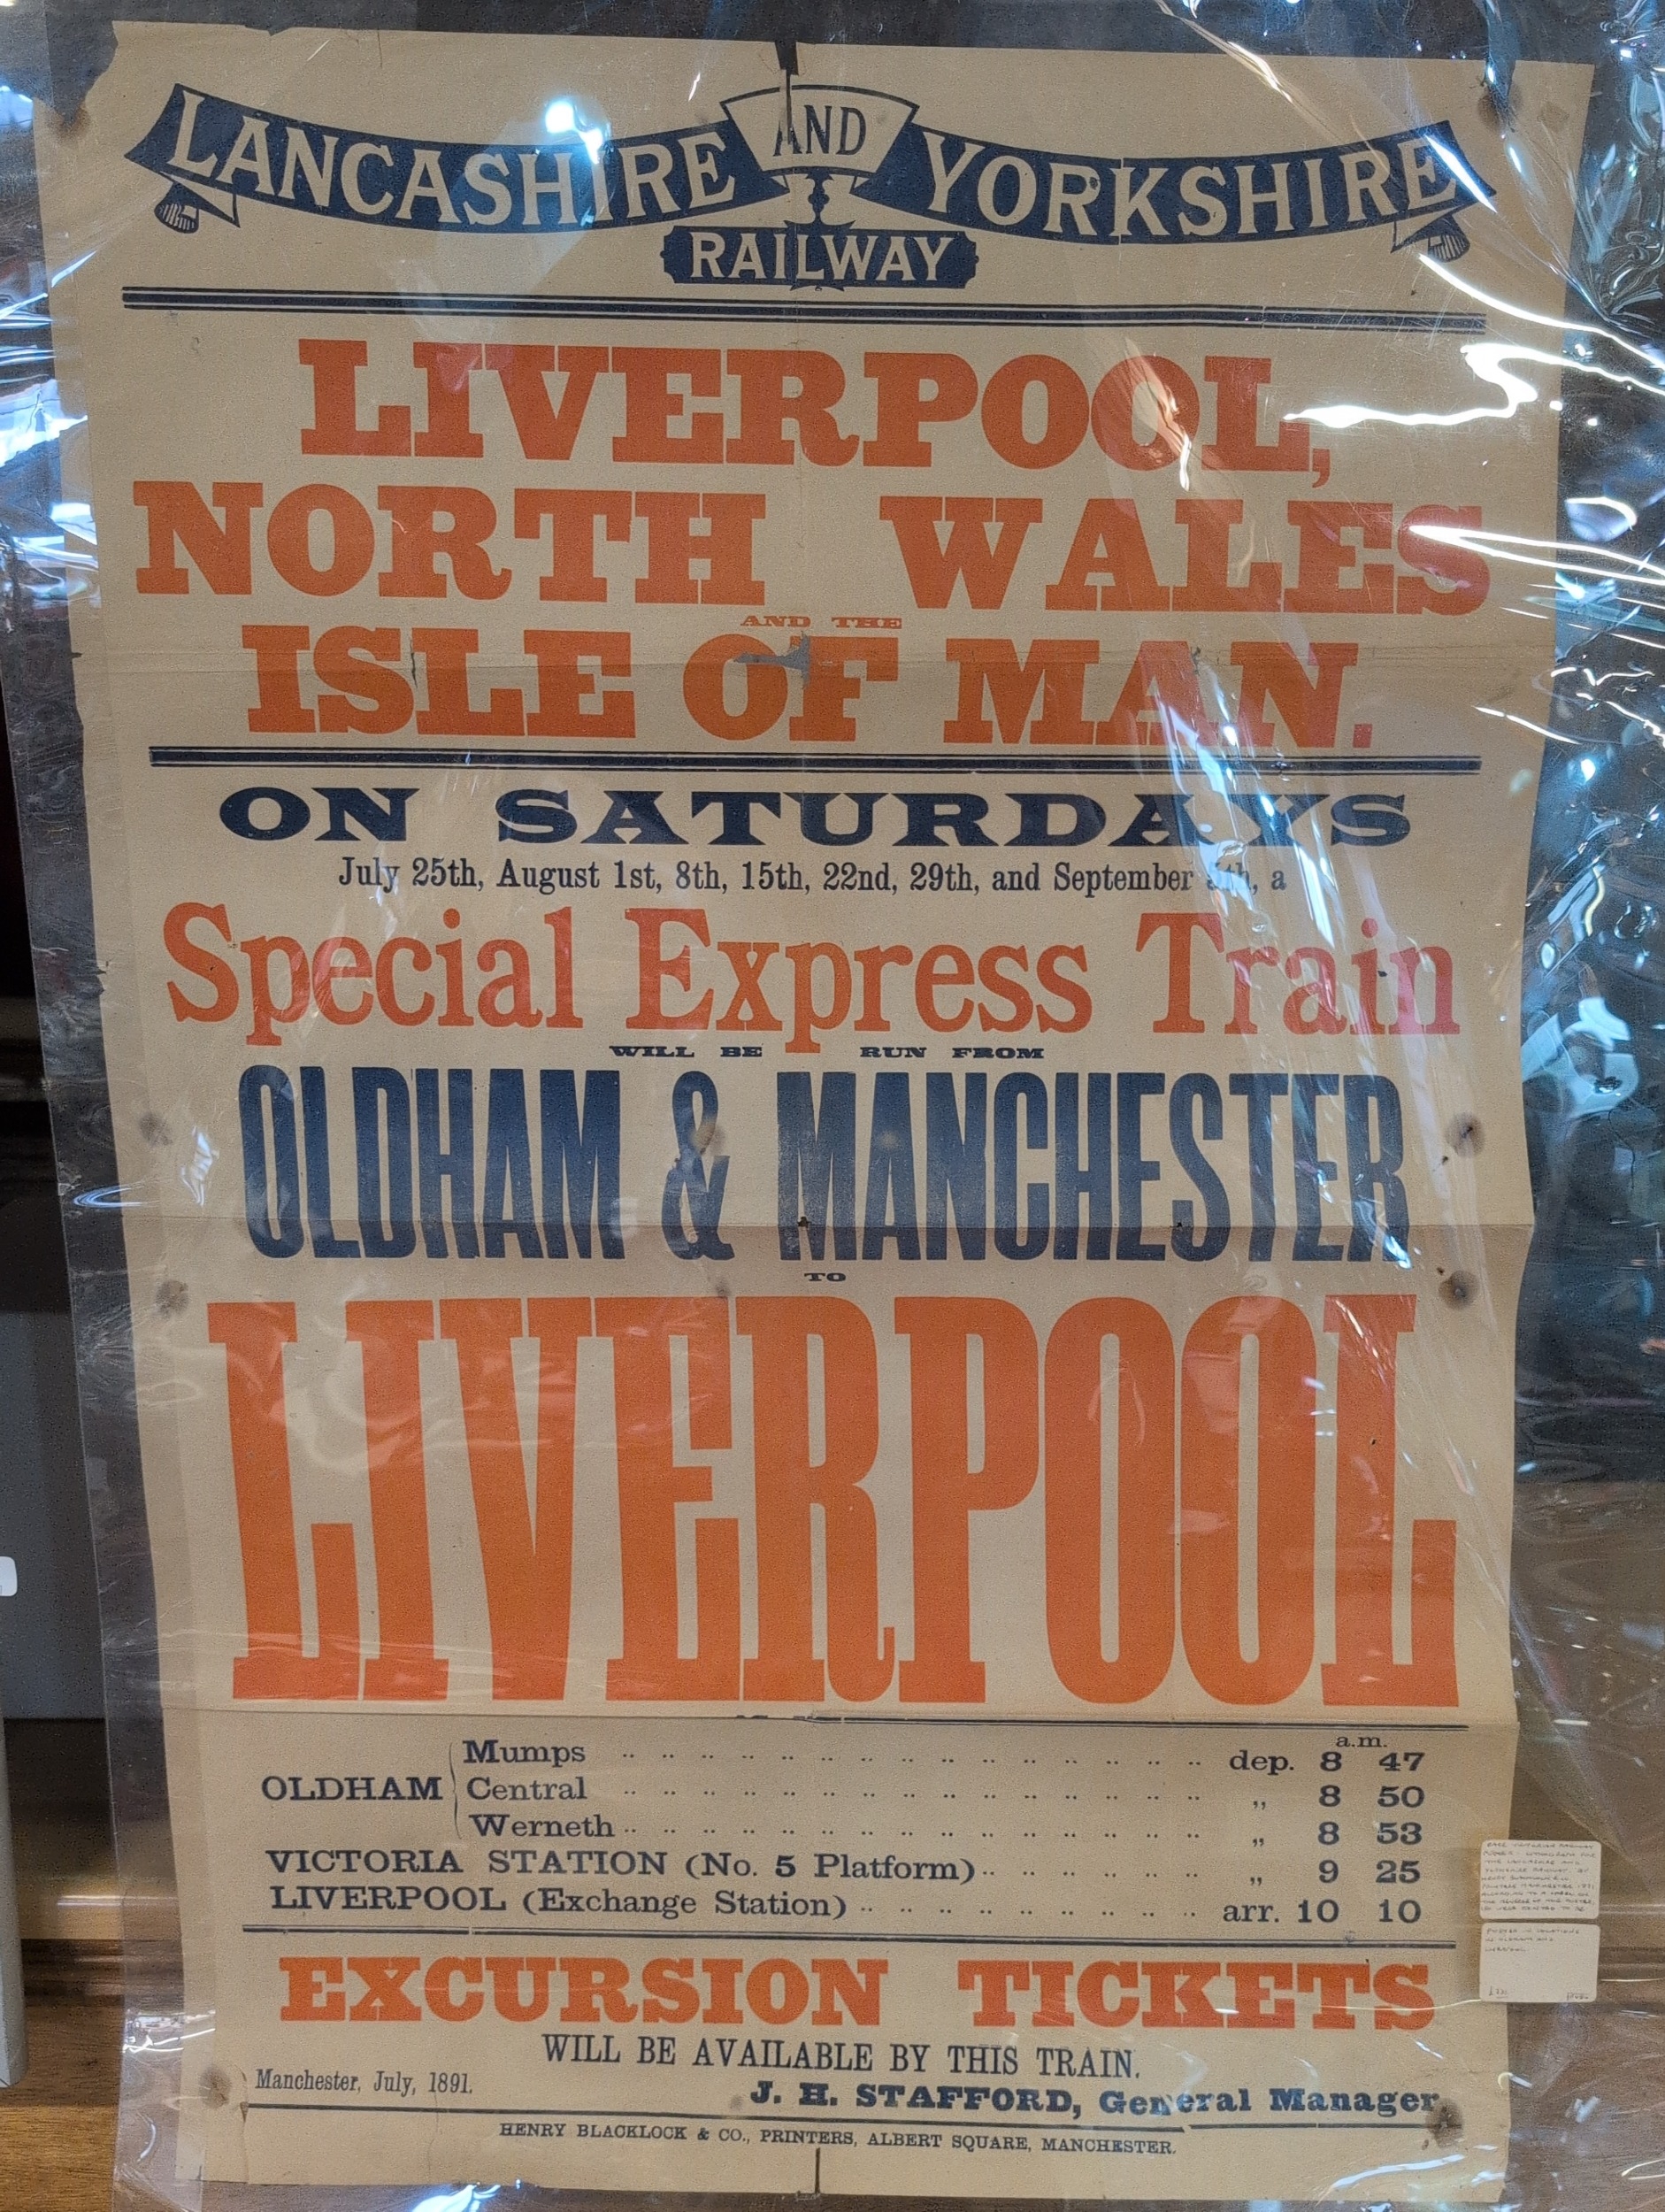 LANCASHIRE AND YORKSHIRE
RAILWAY
LIVERPOOL,
NORTH WALES
AND THE
ISLE OF MAN.
ON SATURDAYS
July 25th, August 1st, 8th, 15th, 22nd, 29th, and September 5th, a
Special Express Train
WILL BE RUN FROM
OLDHAM & MANCHESTER
TO
LIVERPOOL
a.m.
Mumps .. .. .. .. .. .. .. .. .. .. .. .. .. .. .. dep. 8 47
OLDHAM Central .. .. .. .. .. .. .. .. .. .. .. .. .. .. .. „ 8 50
Werneth .. .. .. .. .. .. .. .. .. .. .. .. .. .. .. „ 8 53
VICTORIA STATION (No. 5 Platform) .. .. .. .. .. .. „ 9 25
LIVERPOOL (Exchange Station) .. .. .. .. .. .. .. .. .. arr. 10 10
EXCURSION TICKETS
WILL BE AVAILABLE BY THIS TRAIN.
Manchester, July, 1891.
J. H. STAFFORD, General Manager
HENRY BLACKLOCK & CO., PRINTERS, ALBERT SQUARE, MANCHESTER.